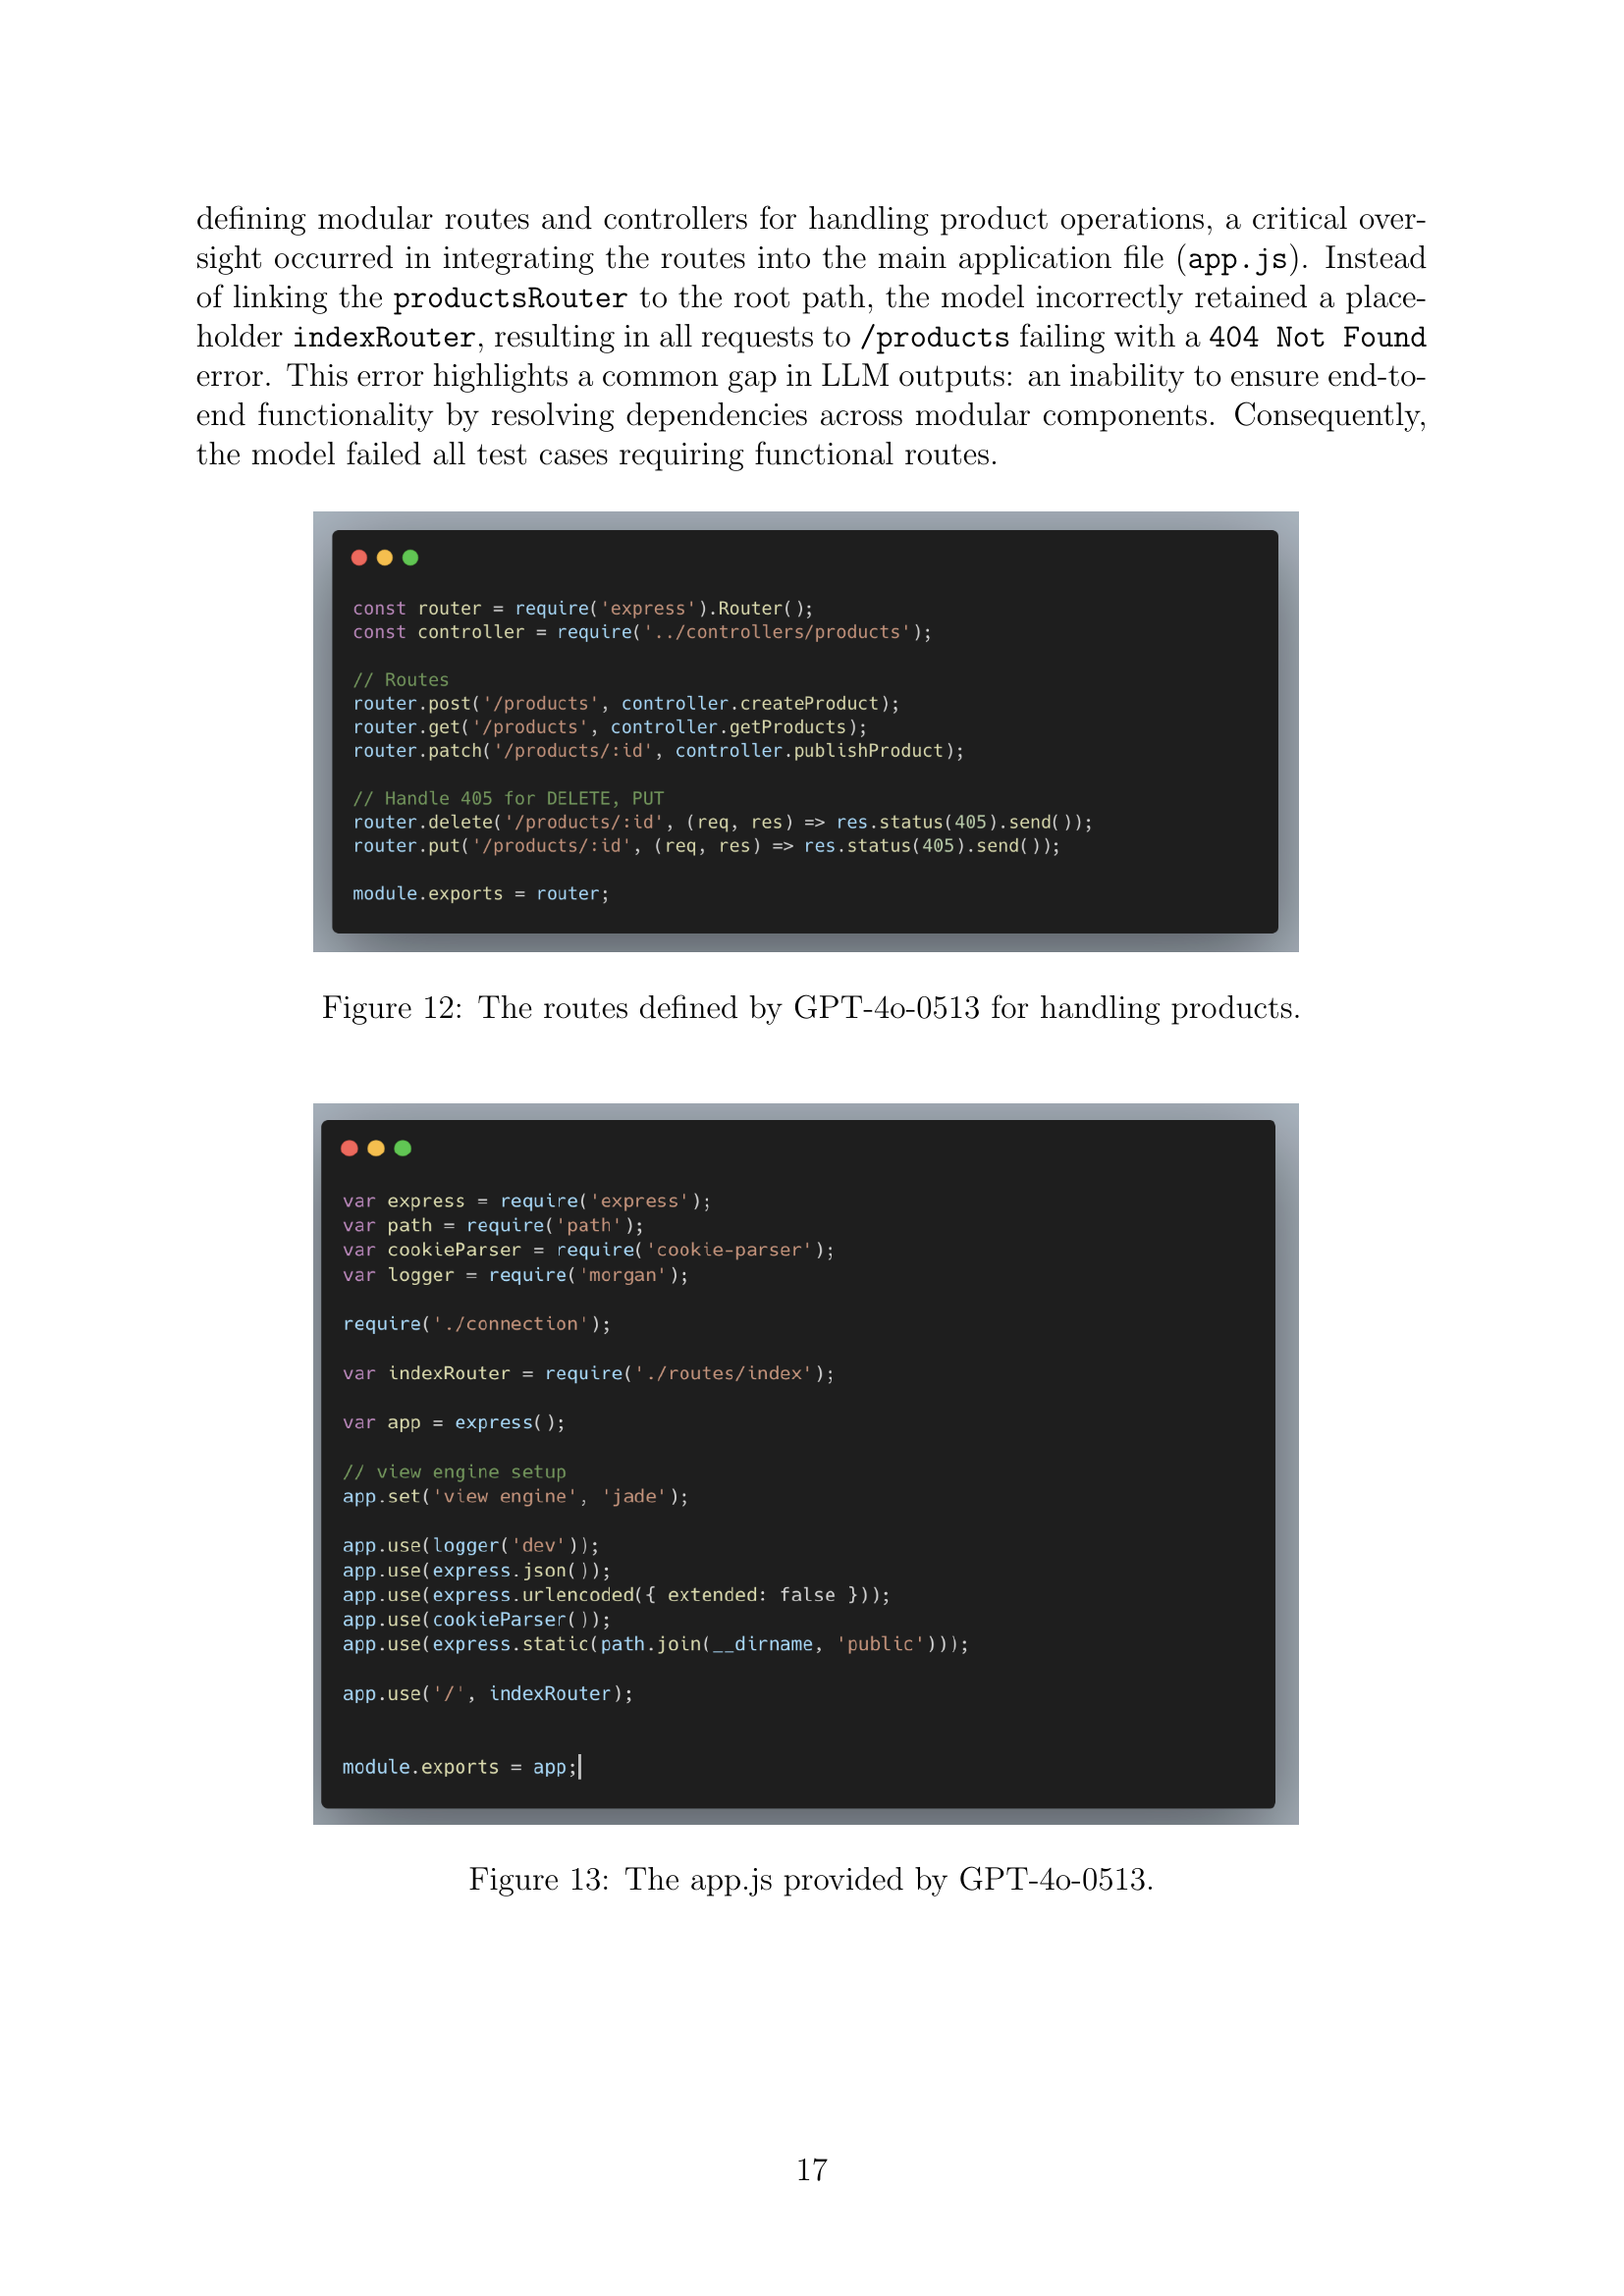 defining modular routes and controllers for handling product operations, a critical over-
sight occurred in integrating the routes into the main application file (app.js). Instead
of linking the productsRouter to the root path, the model incorrectly retained a place-
holder indexRouter, resulting in all requests to /products failing with a 404 Not Found
error. This error highlights a common gap in LLM outputs: an inability to ensure end-to-
end functionality by resolving dependencies across modular components. Consequently,
the model failed all test cases requiring functional routes.
const router = require('express').Router();
const controller = require('../controllers/products');
// Routes
router.post('/products', controller.createProduct);
router.get('/products', controller.getProducts);
router.patch('/products/:id', controller.publishProduct);
// Handle 405 for DELETE, PUT
router.delete('/products/:id', (req, res) => res.status(405).send());
router.put('/products/:id', (req, res) => res.status(405).send());
module.exports = router;
Figure 12: The routes defined by GPT-4o-0513 for handling products.
var express = require('express');
var path = require('path');
var cookieParser = require('cookie-parser');
var logger = require('morgan');
require('./connection');
var indexRouter = require('./routes/index');
var app = express();
// view engine setup
app.set('view engine', 'jade');
app.use(logger('dev'));
app.use(express.json());
app.use(express.urlencoded({ extended: false }));
app.use(cookieParser());
app.use(express.static(path.join(__dirname, 'public')));
app.use('/', indexRouter);
module.exports = app;
Figure 13: The app.js provided by GPT-4o-0513.
17